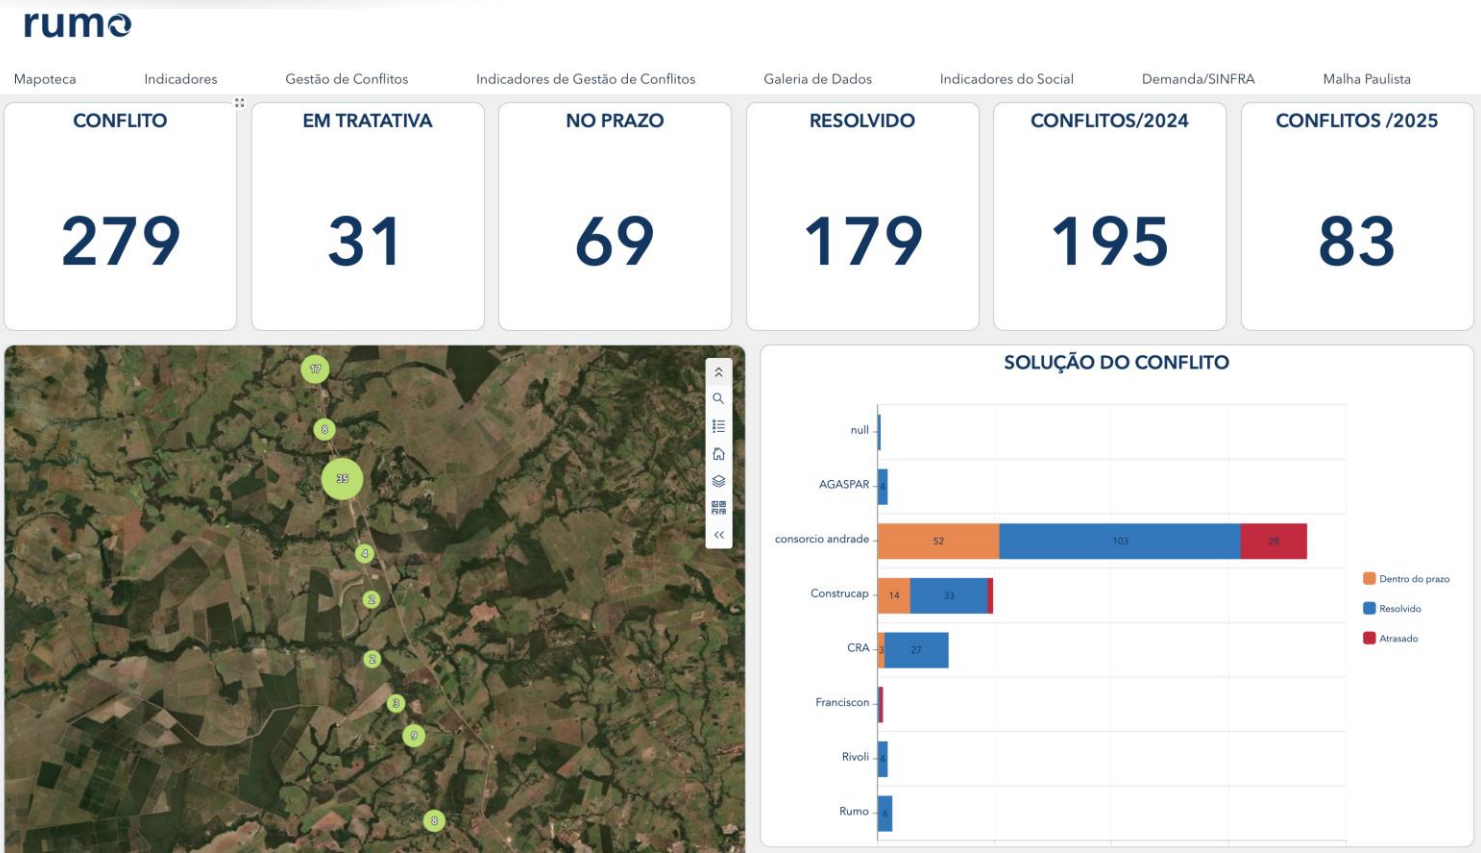 rumo
Mapoteca Indicadores Gestão de Conflitos Indicadores de Gestão de Conflitos Galeria de Dados Indicadores do Social Demanda/SINFRA Malha Paulista
CONFLITO
279
EM TRATATIVA
31
NO PRAZO
69
RESOLVIDO
179
CONFLITOS/2024
195
CONFLITOS /2025
83
17
8
35
4
2
2
3
9
8
SOLUÇÃO DO CONFLITO
null
AGASPAR 4
consorcio andrade 52 103 28
Construcap 14 33
CRA 3 27
Franciscon
Rivoli 4
Rumo 6
Dentro do prazo
Resolvido
Atrasado